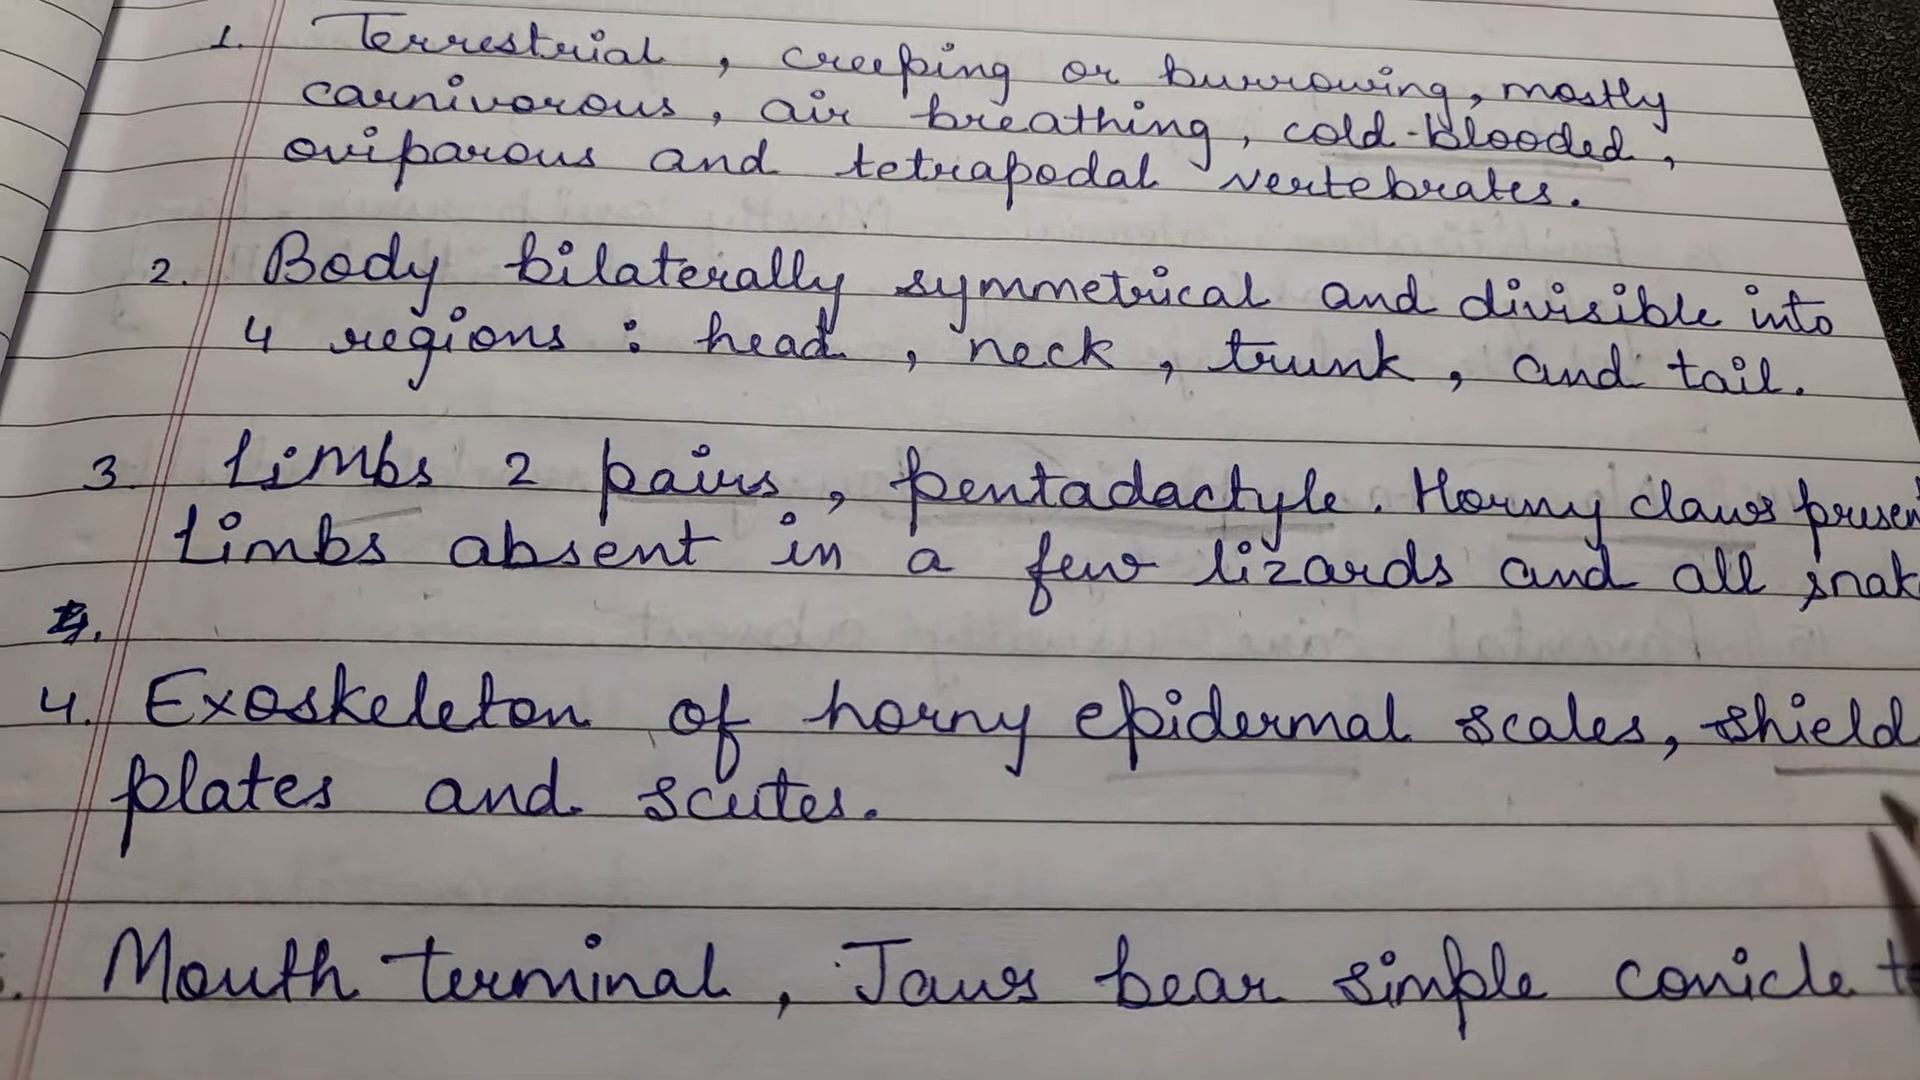 1. Terrestrial, creeping or burrowing, mostly
carnivorous, air breathing, cold-blooded,
oviparous and tetrapodal vertebrates.
2. Body bilaterally symmetrical and divisible into
4 regions : head, neck, trunk, and tail.
3. Limbs 2 pairs, pentadactyle. Horny claws presen
Limbs absent in a few lizards and all snak
4. Exoskeleton of horny epidermal scales, shield
plates and scutes.
Mouth terminal, Jaws bear simple conicle